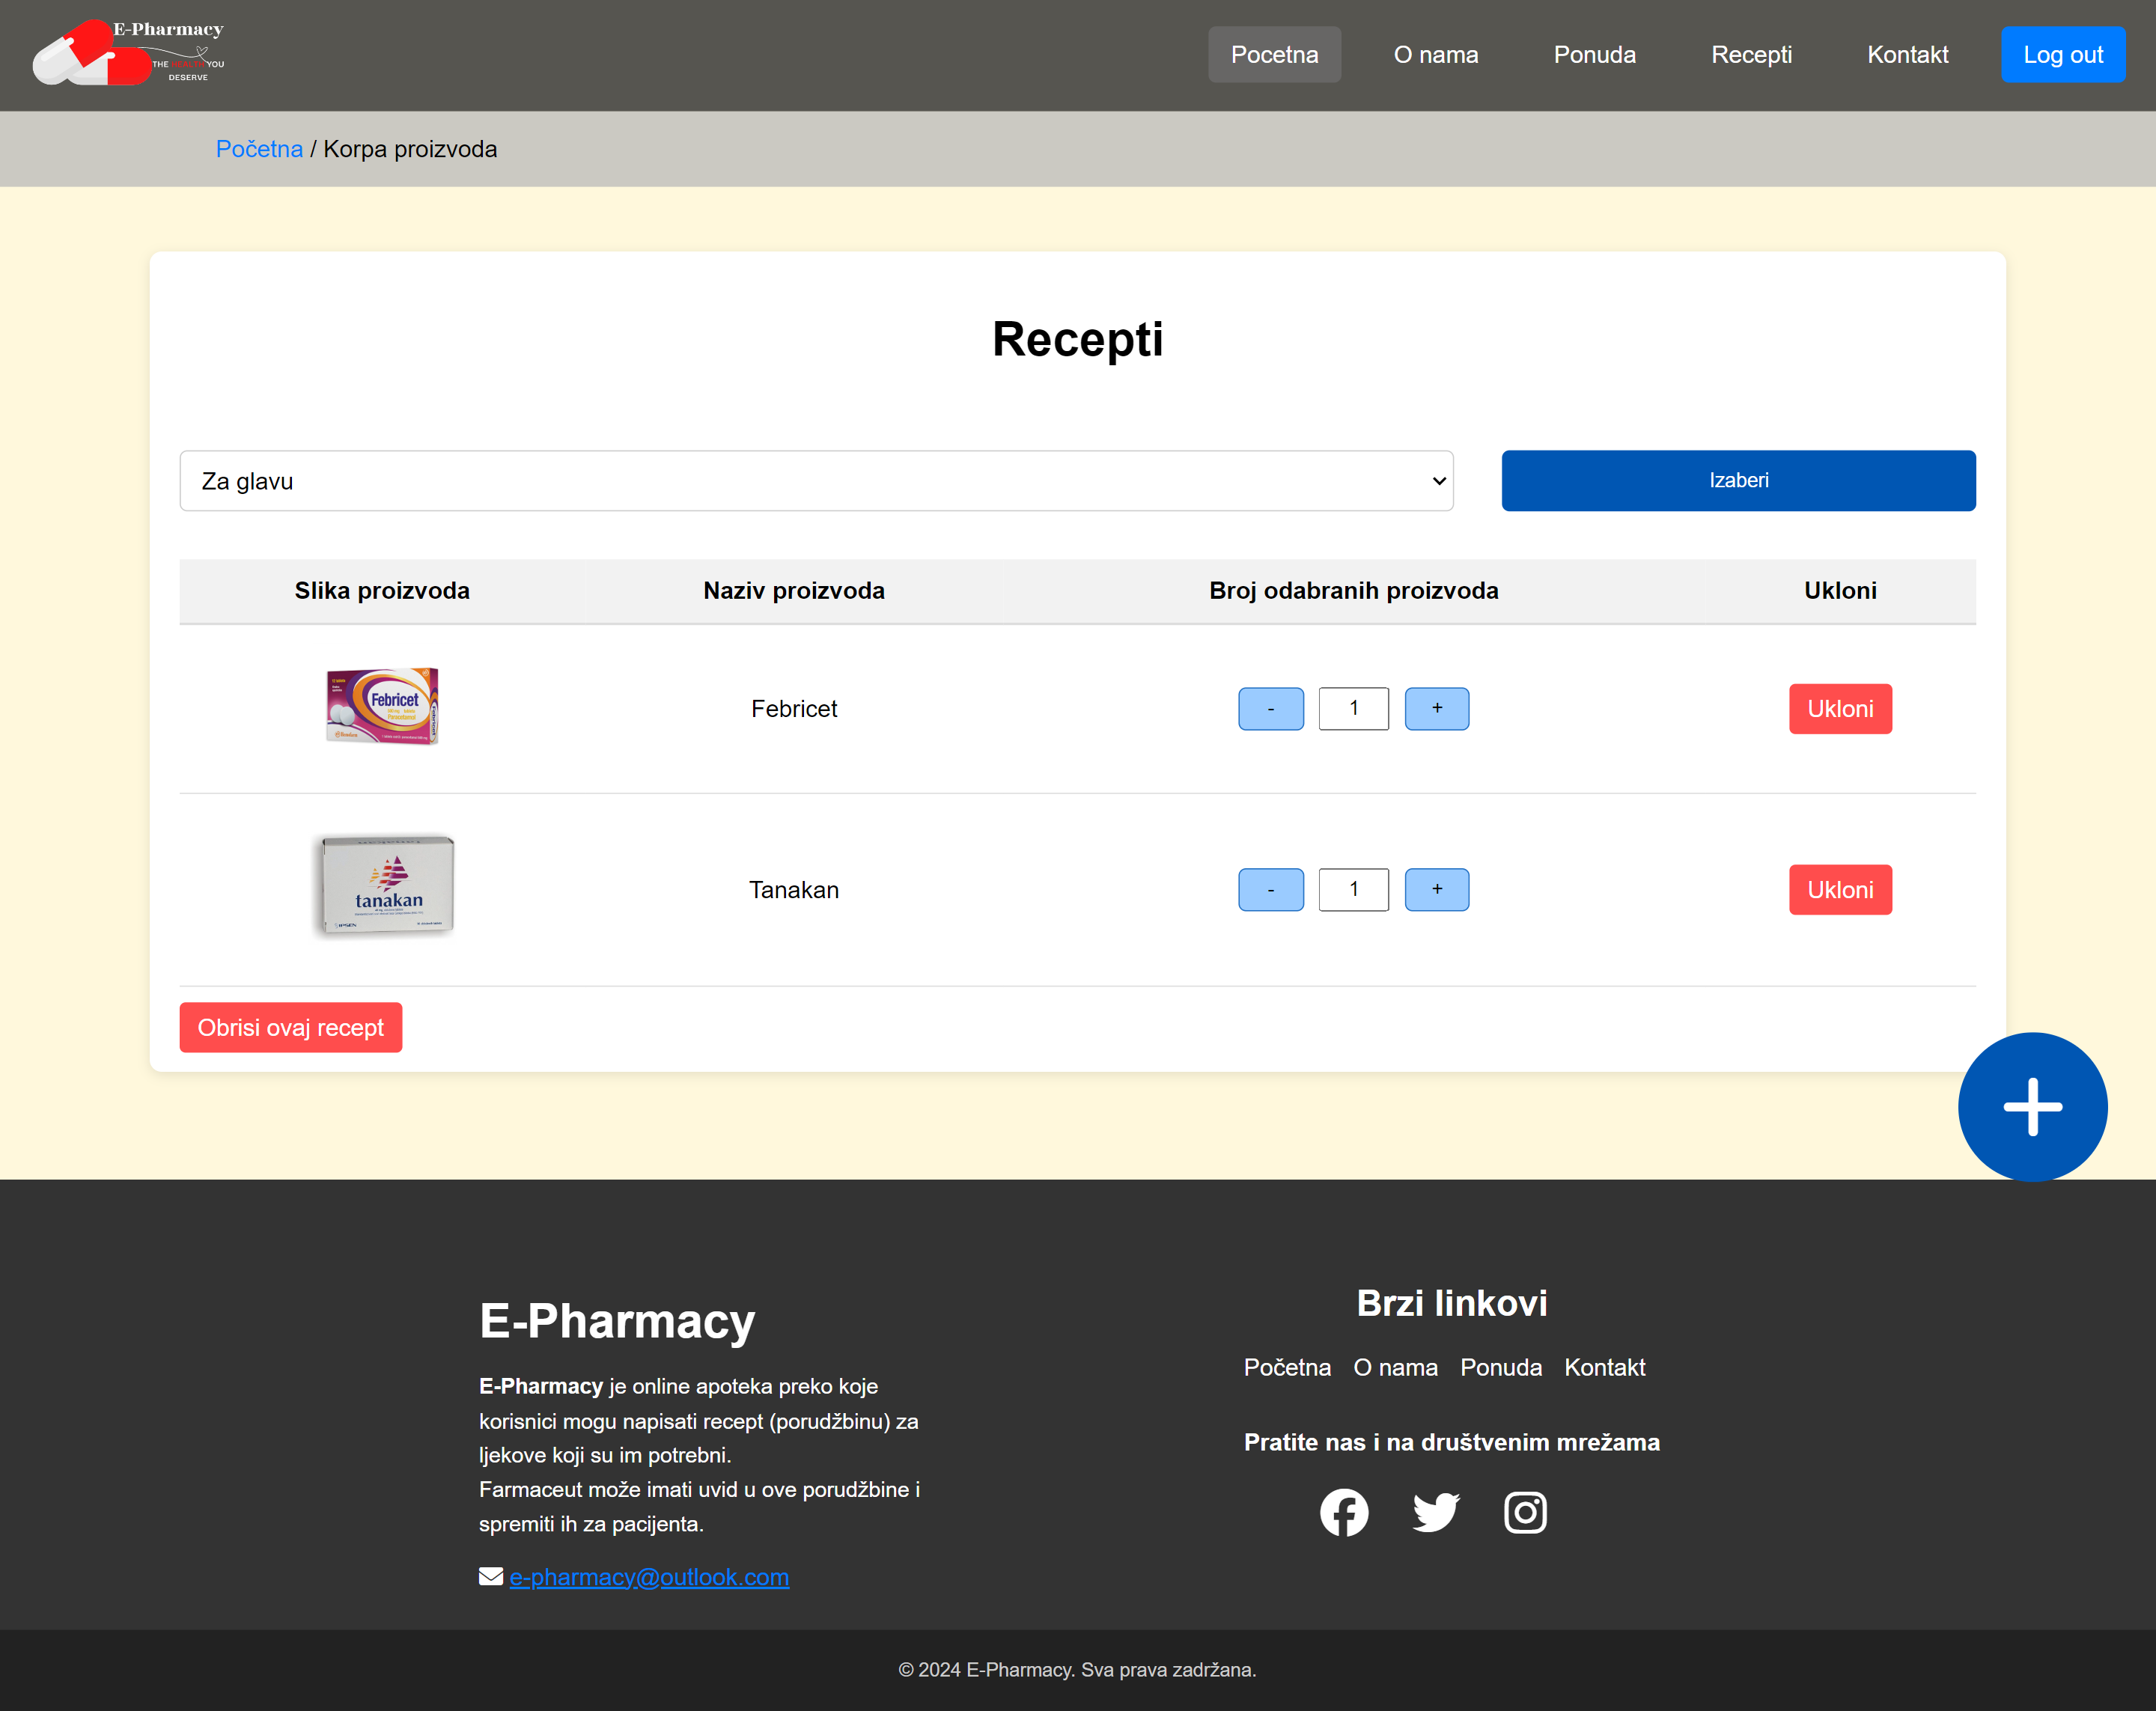 E-Pharmacy
THE HEALTH YOU
DESERVE
Pocetna
O nama
Ponuda
Recepti
Kontakt
Log out
Početna / Korpa proizvoda
Recepti
Za glavu
Izaberi
Slika proizvoda
Naziv proizvoda
Broj odabranih proizvoda
Ukloni
Febricet
Febricet
- 1 +
Ukloni
tanakan
IPSEN
Tanakan
- 1 +
Ukloni
Obrisi ovaj recept
E-Pharmacy
E-Pharmacy je online apoteka preko koje
korisnici mogu napisati recept (porudžbinu) za
ljekove koji su im potrebni.
Farmaceut može imati uvid u ove porudžbine i
spremiti ih za pacijenta.
e-pharmacy@outlook.com
Brzi linkovi
Početna O nama Ponuda Kontakt
Pratite nas i na društvenim mrežama
© 2024 E-Pharmacy. Sva prava zadržana.